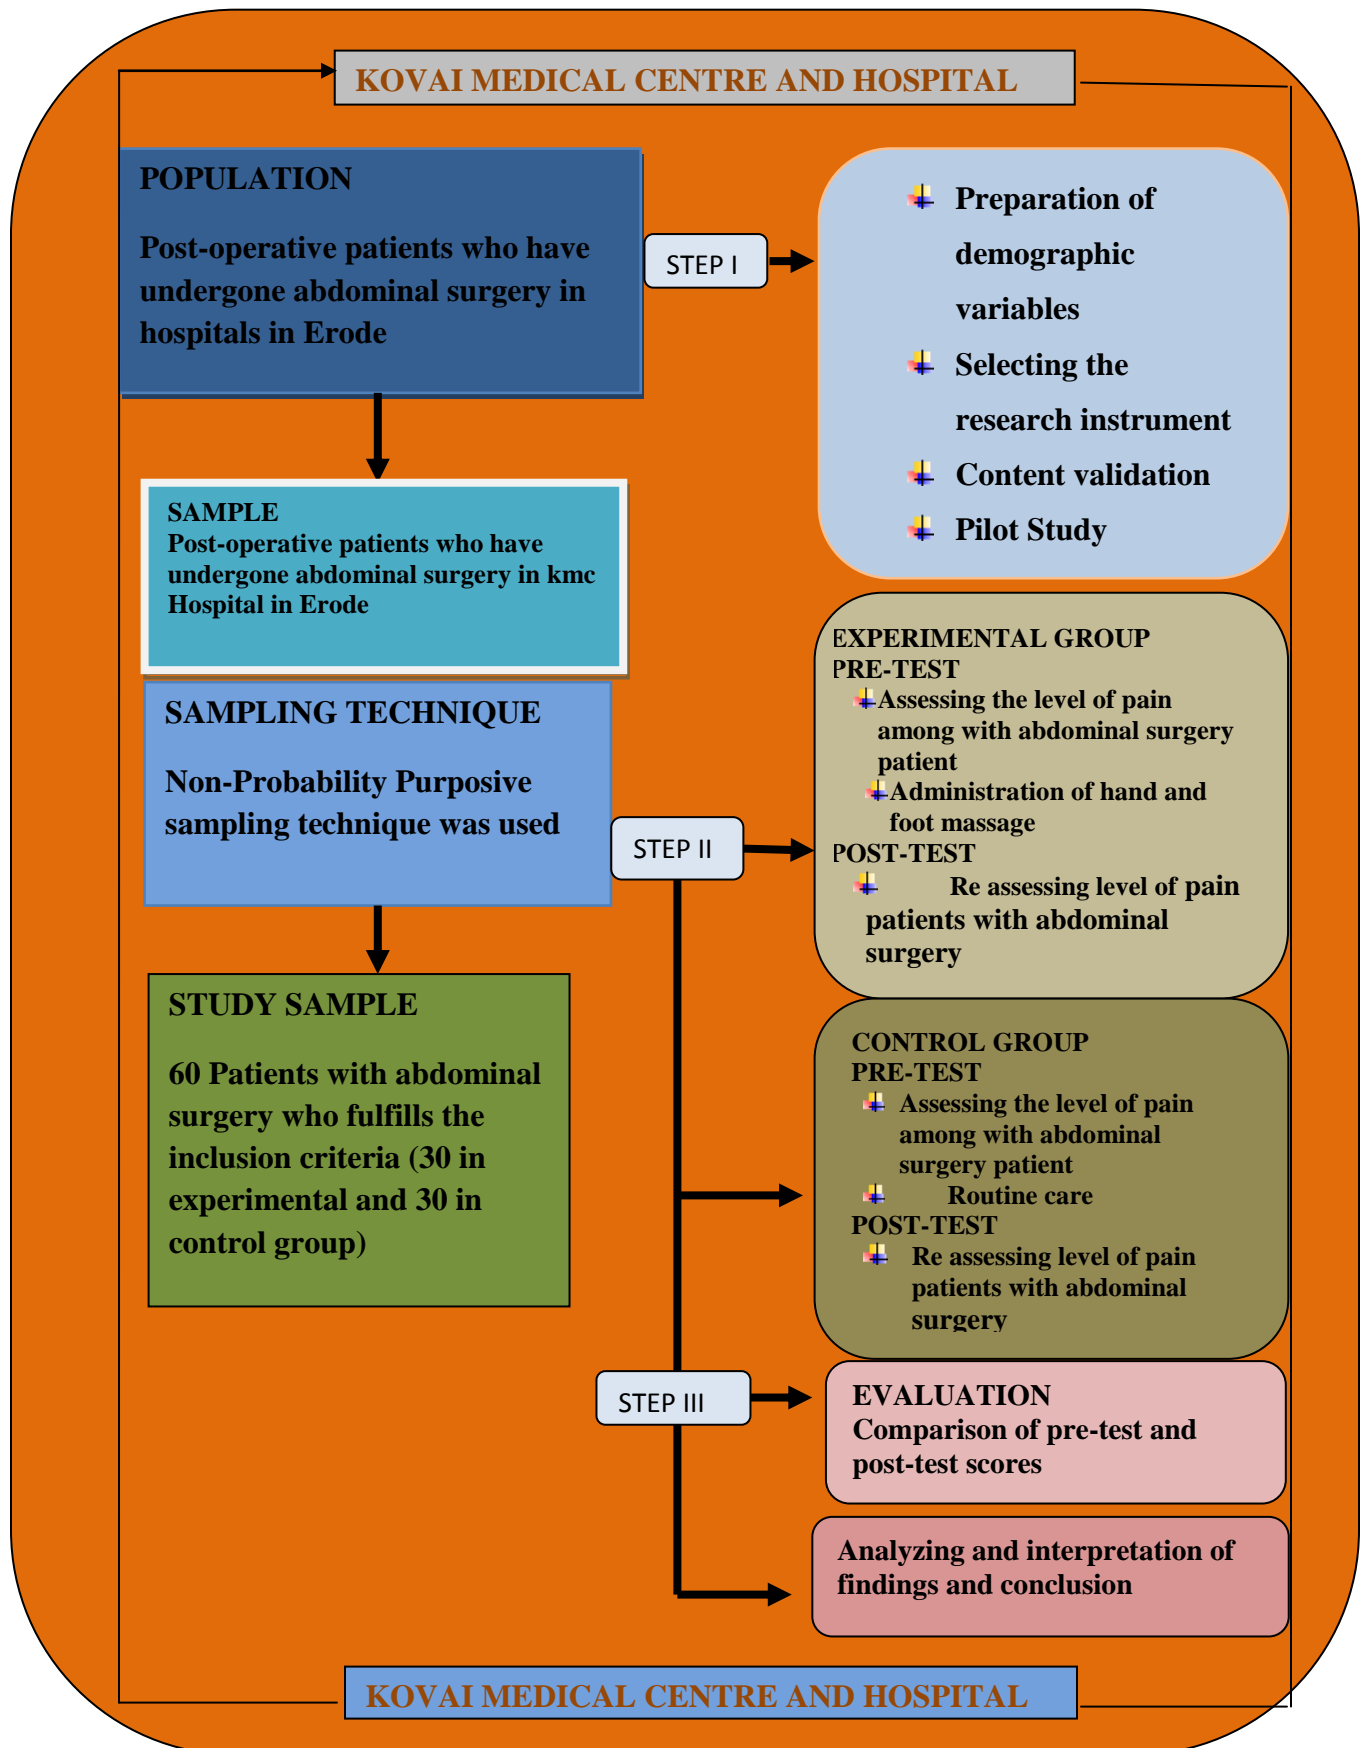 KOVAI MEDICAL CENTRE AND HOSPITAL
POPULATION
Post-operative patients who have
undergone abdominal surgery in
hospitals in Erode
STEP I
Preparation of
demographic
variables
Selecting the
research instrument
Content validation
Pilot Study
SAMPLE
Post-operative patients who have
undergone abdominal surgery in kmc
Hospital in Erode
SAMPLING TECHNIQUE
Non-Probability Purposive
sampling technique was used
STEP II
EXPERIMENTAL GROUP
PRE-TEST
Assessing the level of pain
among with abdominal surgery
patient
Administration of hand and
foot massage
POST-TEST
Re assessing level of pain
patients with abdominal
surgery
STUDY SAMPLE
60 Patients with abdominal
surgery who fulfills the
inclusion criteria (30 in
experimental and 30 in
control group)
CONTROL GROUP
PRE-TEST
Assessing the level of pain
among with abdominal
surgery patient
Routine care
POST-TEST
Re assessing level of pain
patients with abdominal
surgery
STEP III
EVALUATION
Comparison of pre-test and
post-test scores
Analyzing and interpretation of
findings and conclusion
KOVAI MEDICAL CENTRE AND HOSPITAL